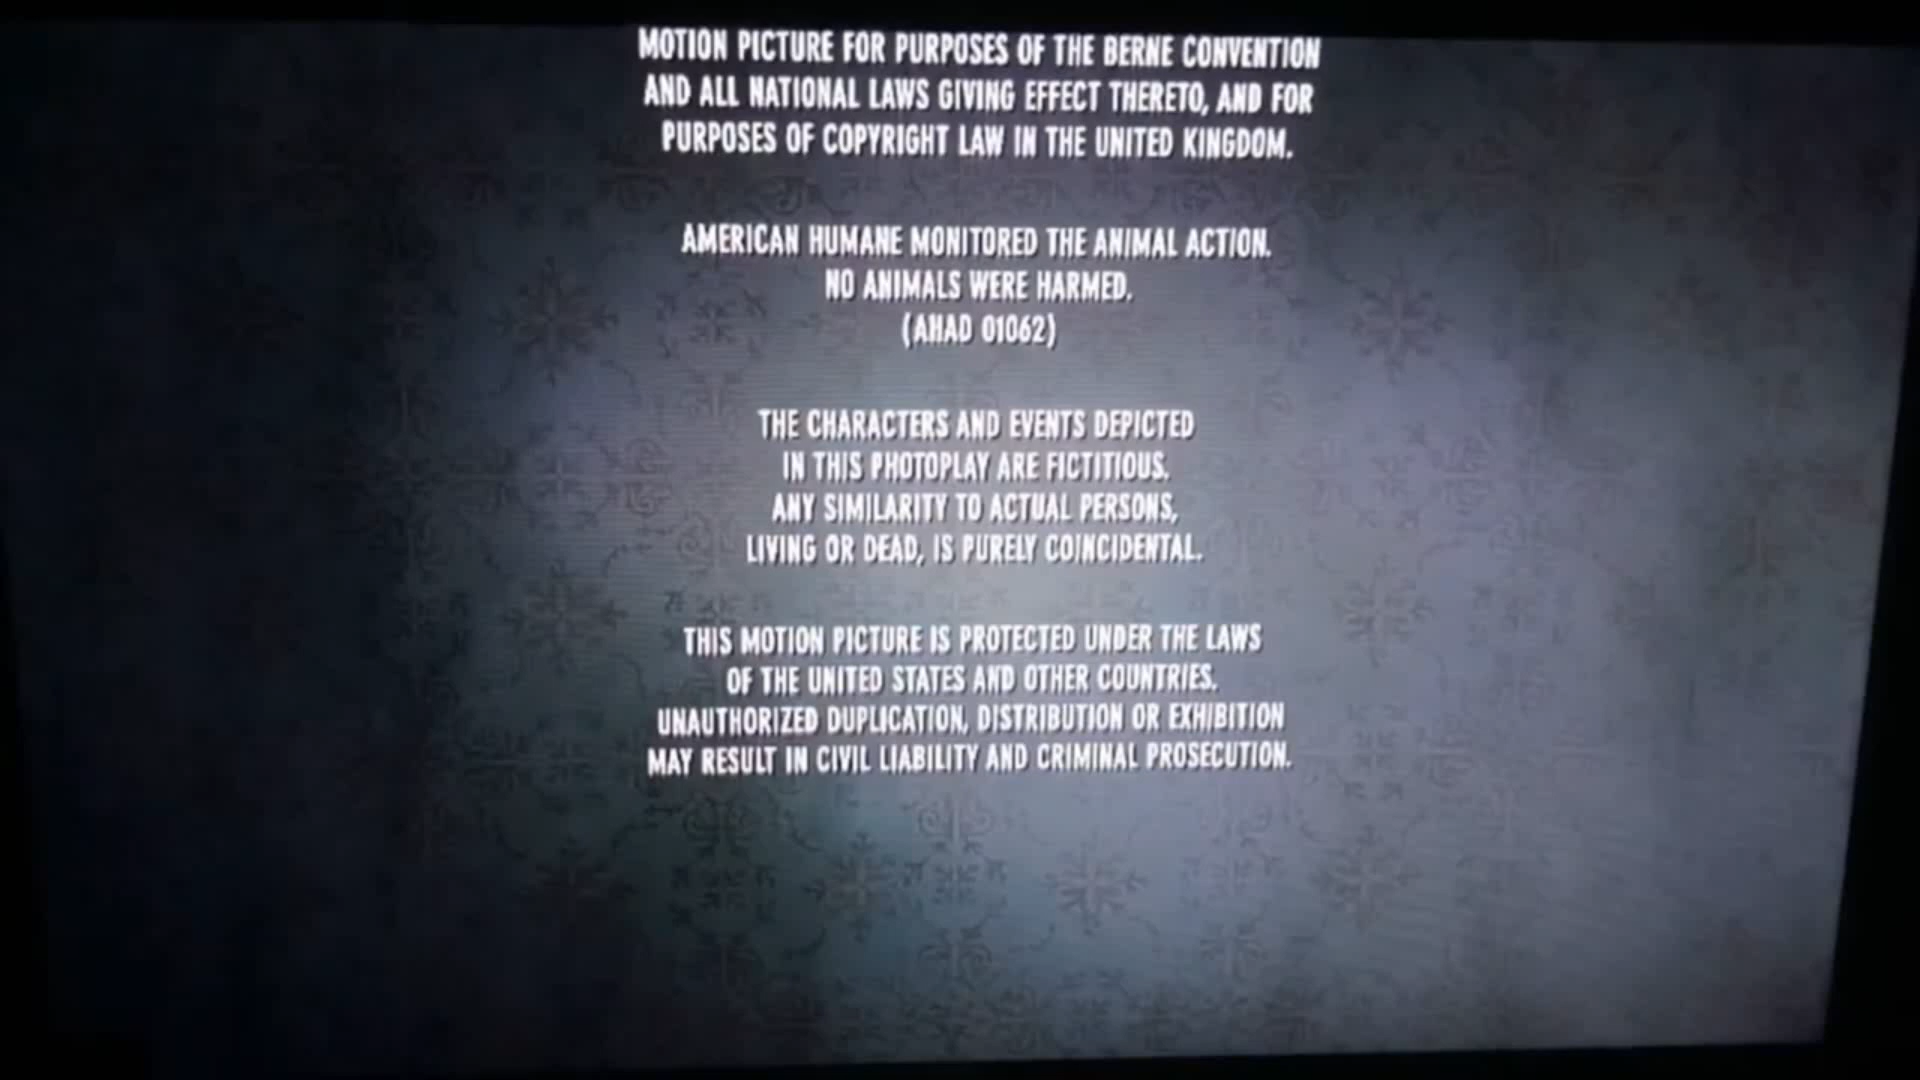 MOTION PICTURE FOR PURPOSES OF THE BERNE CONVENTION
AND ALL NATIONAL LAWS GIVING EFFECT THERETO, AND FOR
PURPOSES OF COPYRIGHT LAW IN THE UNITED KINGDOM.
AMERICAN HUMANE MONITORED THE ANIMAL ACTION.
NO ANIMALS WERE HARMED.
(AHAD 01062)
THE CHARACTERS AND EVENTS DEPICTED
IN THIS PHOTOPLAY ARE FICTITIOUS.
ANY SIMILARITY TO ACTUAL PERSONS,
LIVING OR DEAD, IS PURELY COINCIDENTAL.
THIS MOTION PICTURE IS PROTECTED UNDER THE LAWS
OF THE UNITED STATES AND OTHER COUNTRIES.
UNAUTHORIZED DUPLICATION, DISTRIBUTION OR EXHIBITION
MAY RESULT IN CIVIL LIABILITY AND CRIMINAL PROSECUTION.